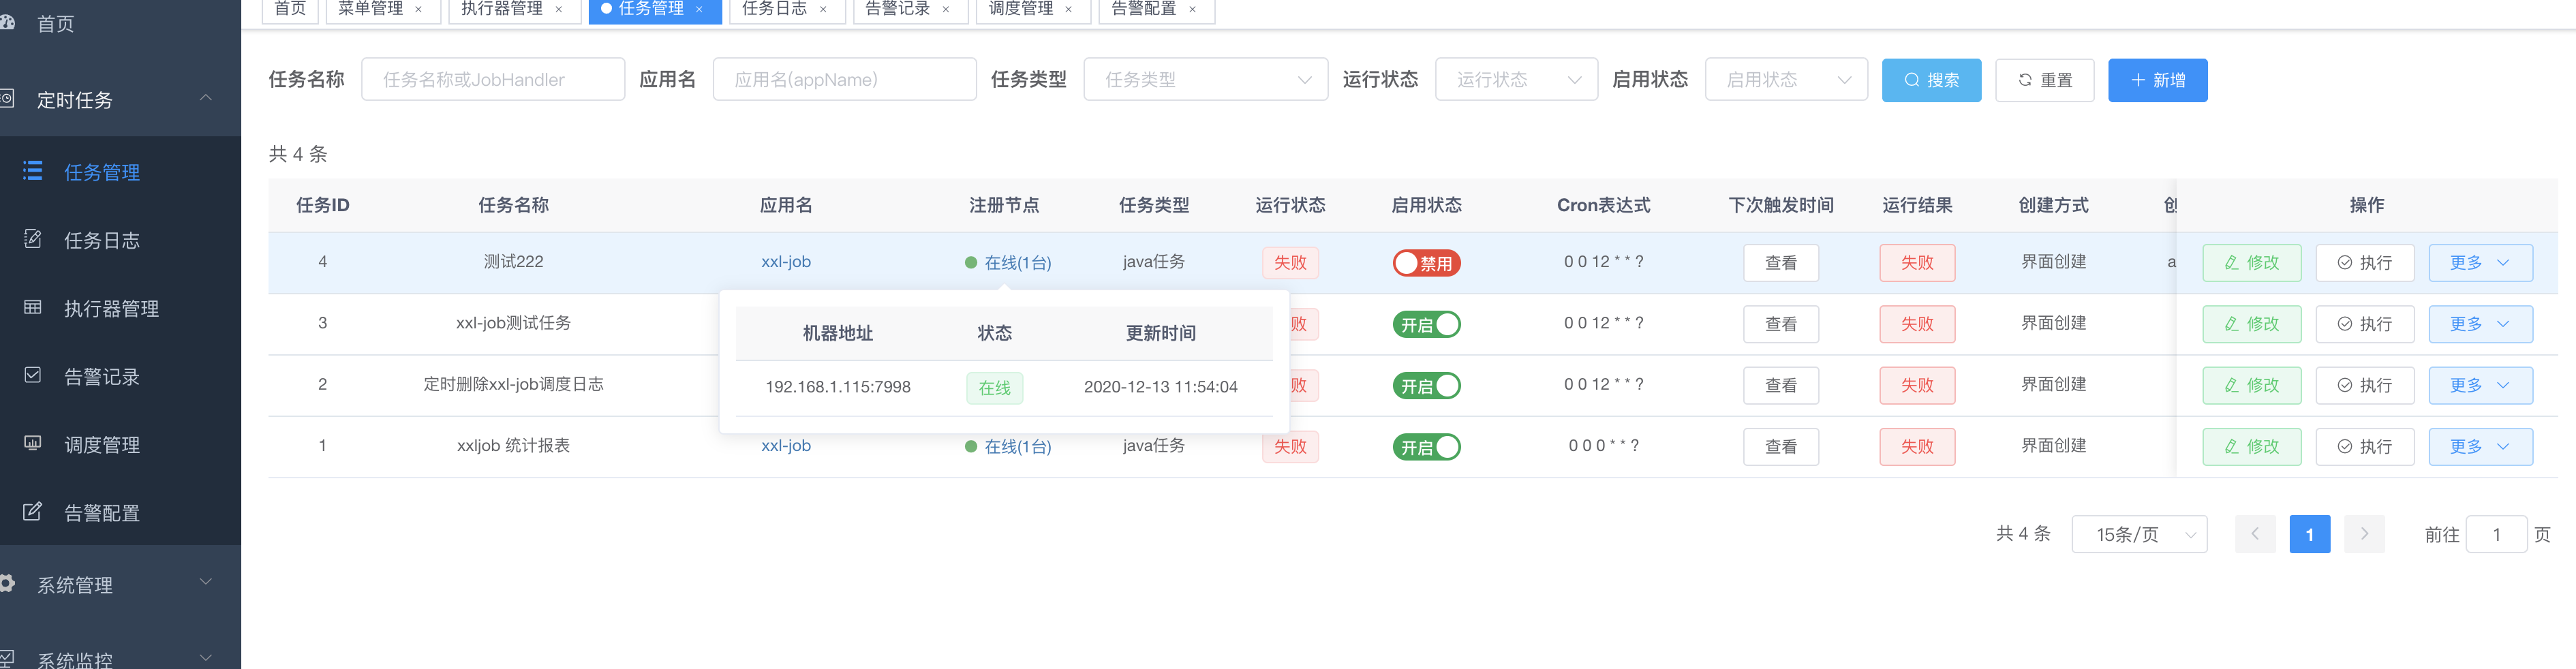 首页
定时任务
任务管理
任务日志
执行器管理
告警记录
调度管理
告警配置
系统管理
系统监控
首页 菜单管理 × 执行器管理 × 任务管理 × 任务日志 × 告警记录 × 调度管理 × 告警配置 ×
任务名称 任务名称或JobHandler 应用名 应用名(appName) 任务类型 任务类型 运行状态 运行状态 启用状态 启用状态 搜索 重置 新增
共 4 条
任务ID 任务名称 应用名 注册节点 任务类型 运行状态 启用状态 Cron表达式 下次触发时间 运行结果 创建方式 操作
4 测试222 xxl-job 在线(1台) java任务 失败 禁用 0 0 12 * * ? 查看 失败 界面创建 a 修改 执行 更多
3 xxl-job测试任务 败 开启 0 0 12 * * ? 查看 失败 界面创建 修改 执行 更多
2 定时删除xxl-job调度日志 败 开启 0 0 12 * * ? 查看 失败 界面创建 修改 执行 更多
1 xxljob 统计报表 xxl-job 在线(1台) java任务 失败 开启 0 0 0 * * ? 查看 失败 界面创建 修改 执行 更多
机器地址 状态 更新时间
192.168.1.115:7998 在线 2020-12-13 11:54:04
共 4 条 15条/页 1 前往 1 页